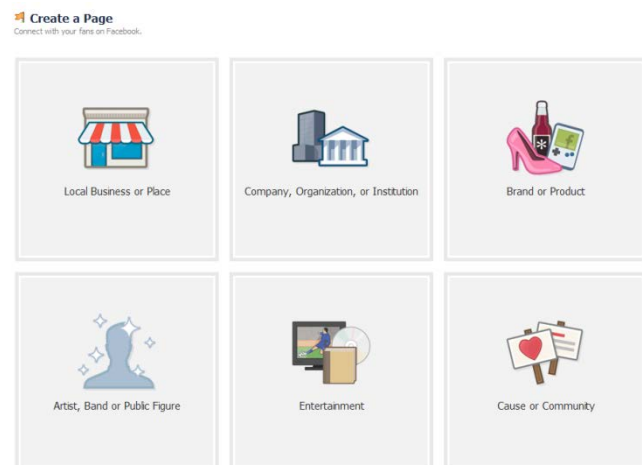 Create a Page
Connect with your fans on Facebook.
Local Business or Place
Company, Organization, or Institution
Brand or Product
Artist, Band or Public Figure
Entertainment
Cause or Community